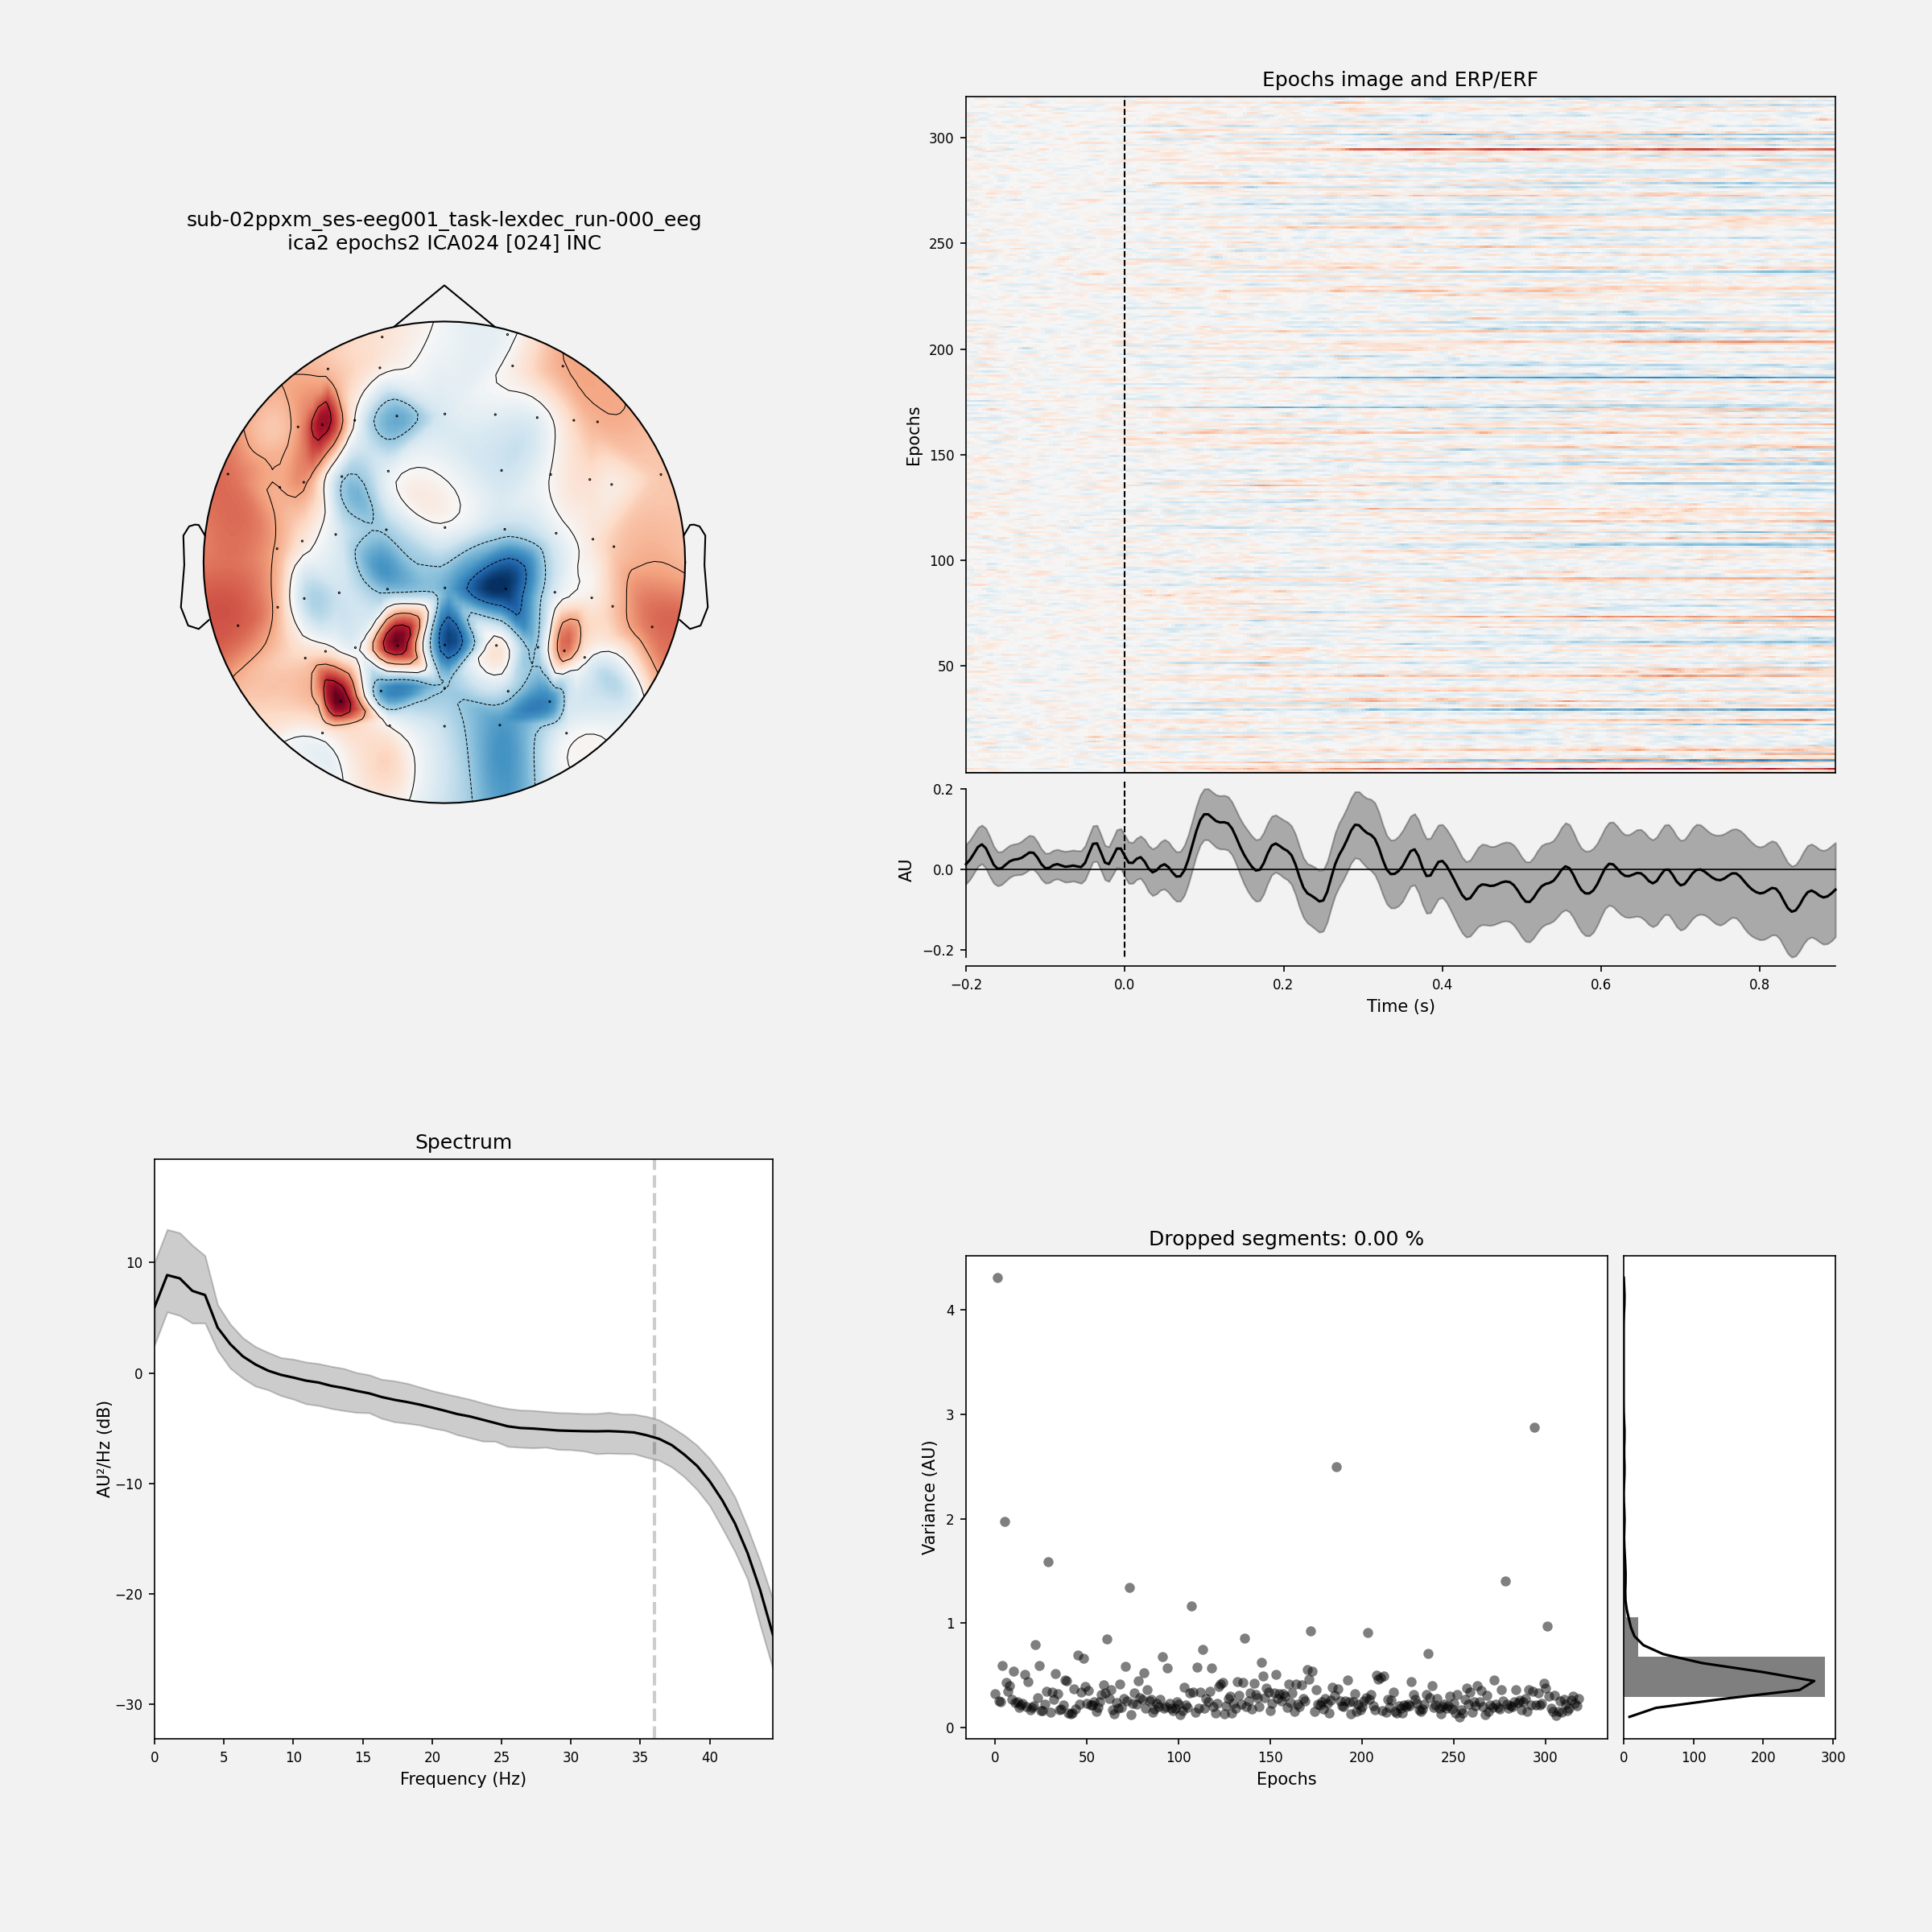 sub-02ppxm_ses-eeg001_task-lexdec_run-000_eeg
ica2 epochs2 ICA024 [024] INC
Epochs image and ERP/ERF
Epochs
300
250
200
150
100
50
AU
0.2
0.0
−0.2
−0.2 0.0 0.2 0.4 0.6 0.8
Time (s)
Spectrum
AU²/Hz (dB)
10
0
−10
−20
−30
0 5 10 15 20 25 30 35 40
Frequency (Hz)
Dropped segments: 0.00 %
Variance (AU)
4
3
2
1
0
0 50 100 150 200 250 300
Epochs
0 100 200 300